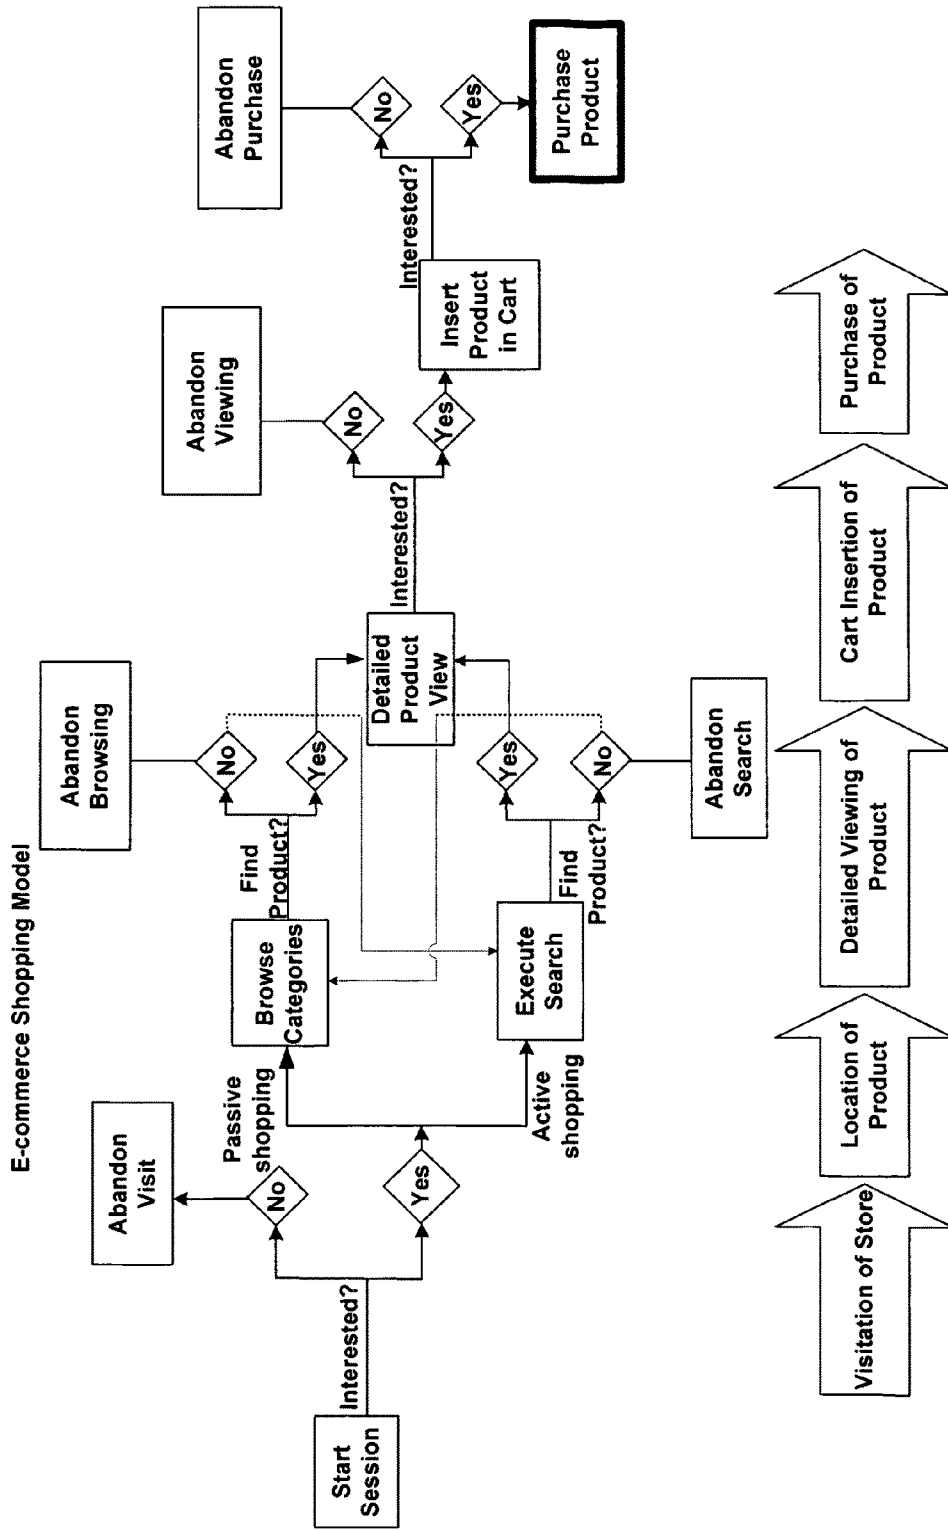 E-commerce Shopping Model
Start
Session
Interested?
No
Yes
Abandon
Visit
Passive
shopping
Active
shopping
Browse
Categories
Execute
Search
Find
Product?
Find
Product?
No
Yes
Yes
No
Abandon
Browsing
Abandon
Search
Detailed
Product
View
Interested?
No
Yes
Abandon
Viewing
Insert
Product
in Cart
Interested?
No
Yes
Abandon
Purchase
Purchase
Product
Visitation of Store
Location of
Product
Detailed Viewing of
Product
Cart Insertion of
Product
Purchase of
Product